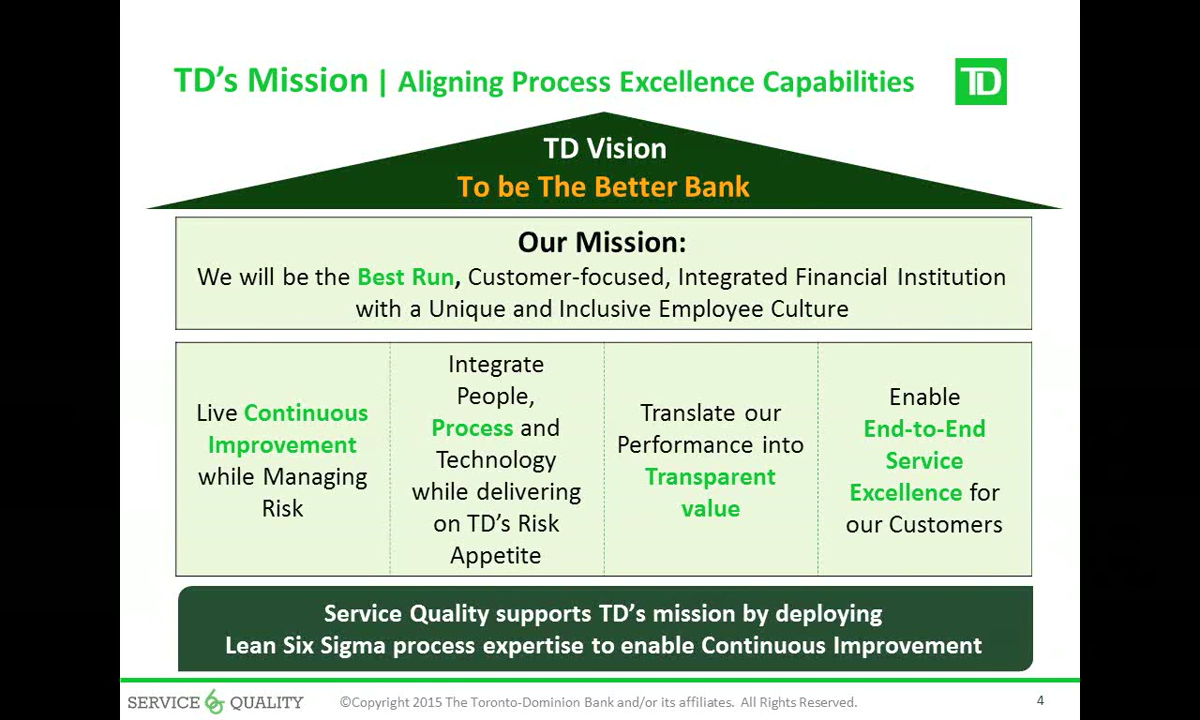 TD's Mission | Aligning Process Excellence Capabilities
TD
TD Vision
To be The Better Bank
Our Mission:
We will be the Best Run, Customer-focused, Integrated Financial Institution
with a Unique and Inclusive Employee Culture
Live Continuous
Improvement
while Managing
Risk
Integrate
People,
Process and
Technology
while delivering
on TD's Risk
Appetite
Translate our
Performance into
Transparent
value
Enable
End-to-End
Service
Excellence for
our Customers
Service Quality supports TD's mission by deploying
Lean Six Sigma process expertise to enable Continuous Improvement
SERVICE QUALITY
©Copyright 2015 The Toronto-Dominion Bank and/or its affiliates. All Rights Reserved.
4